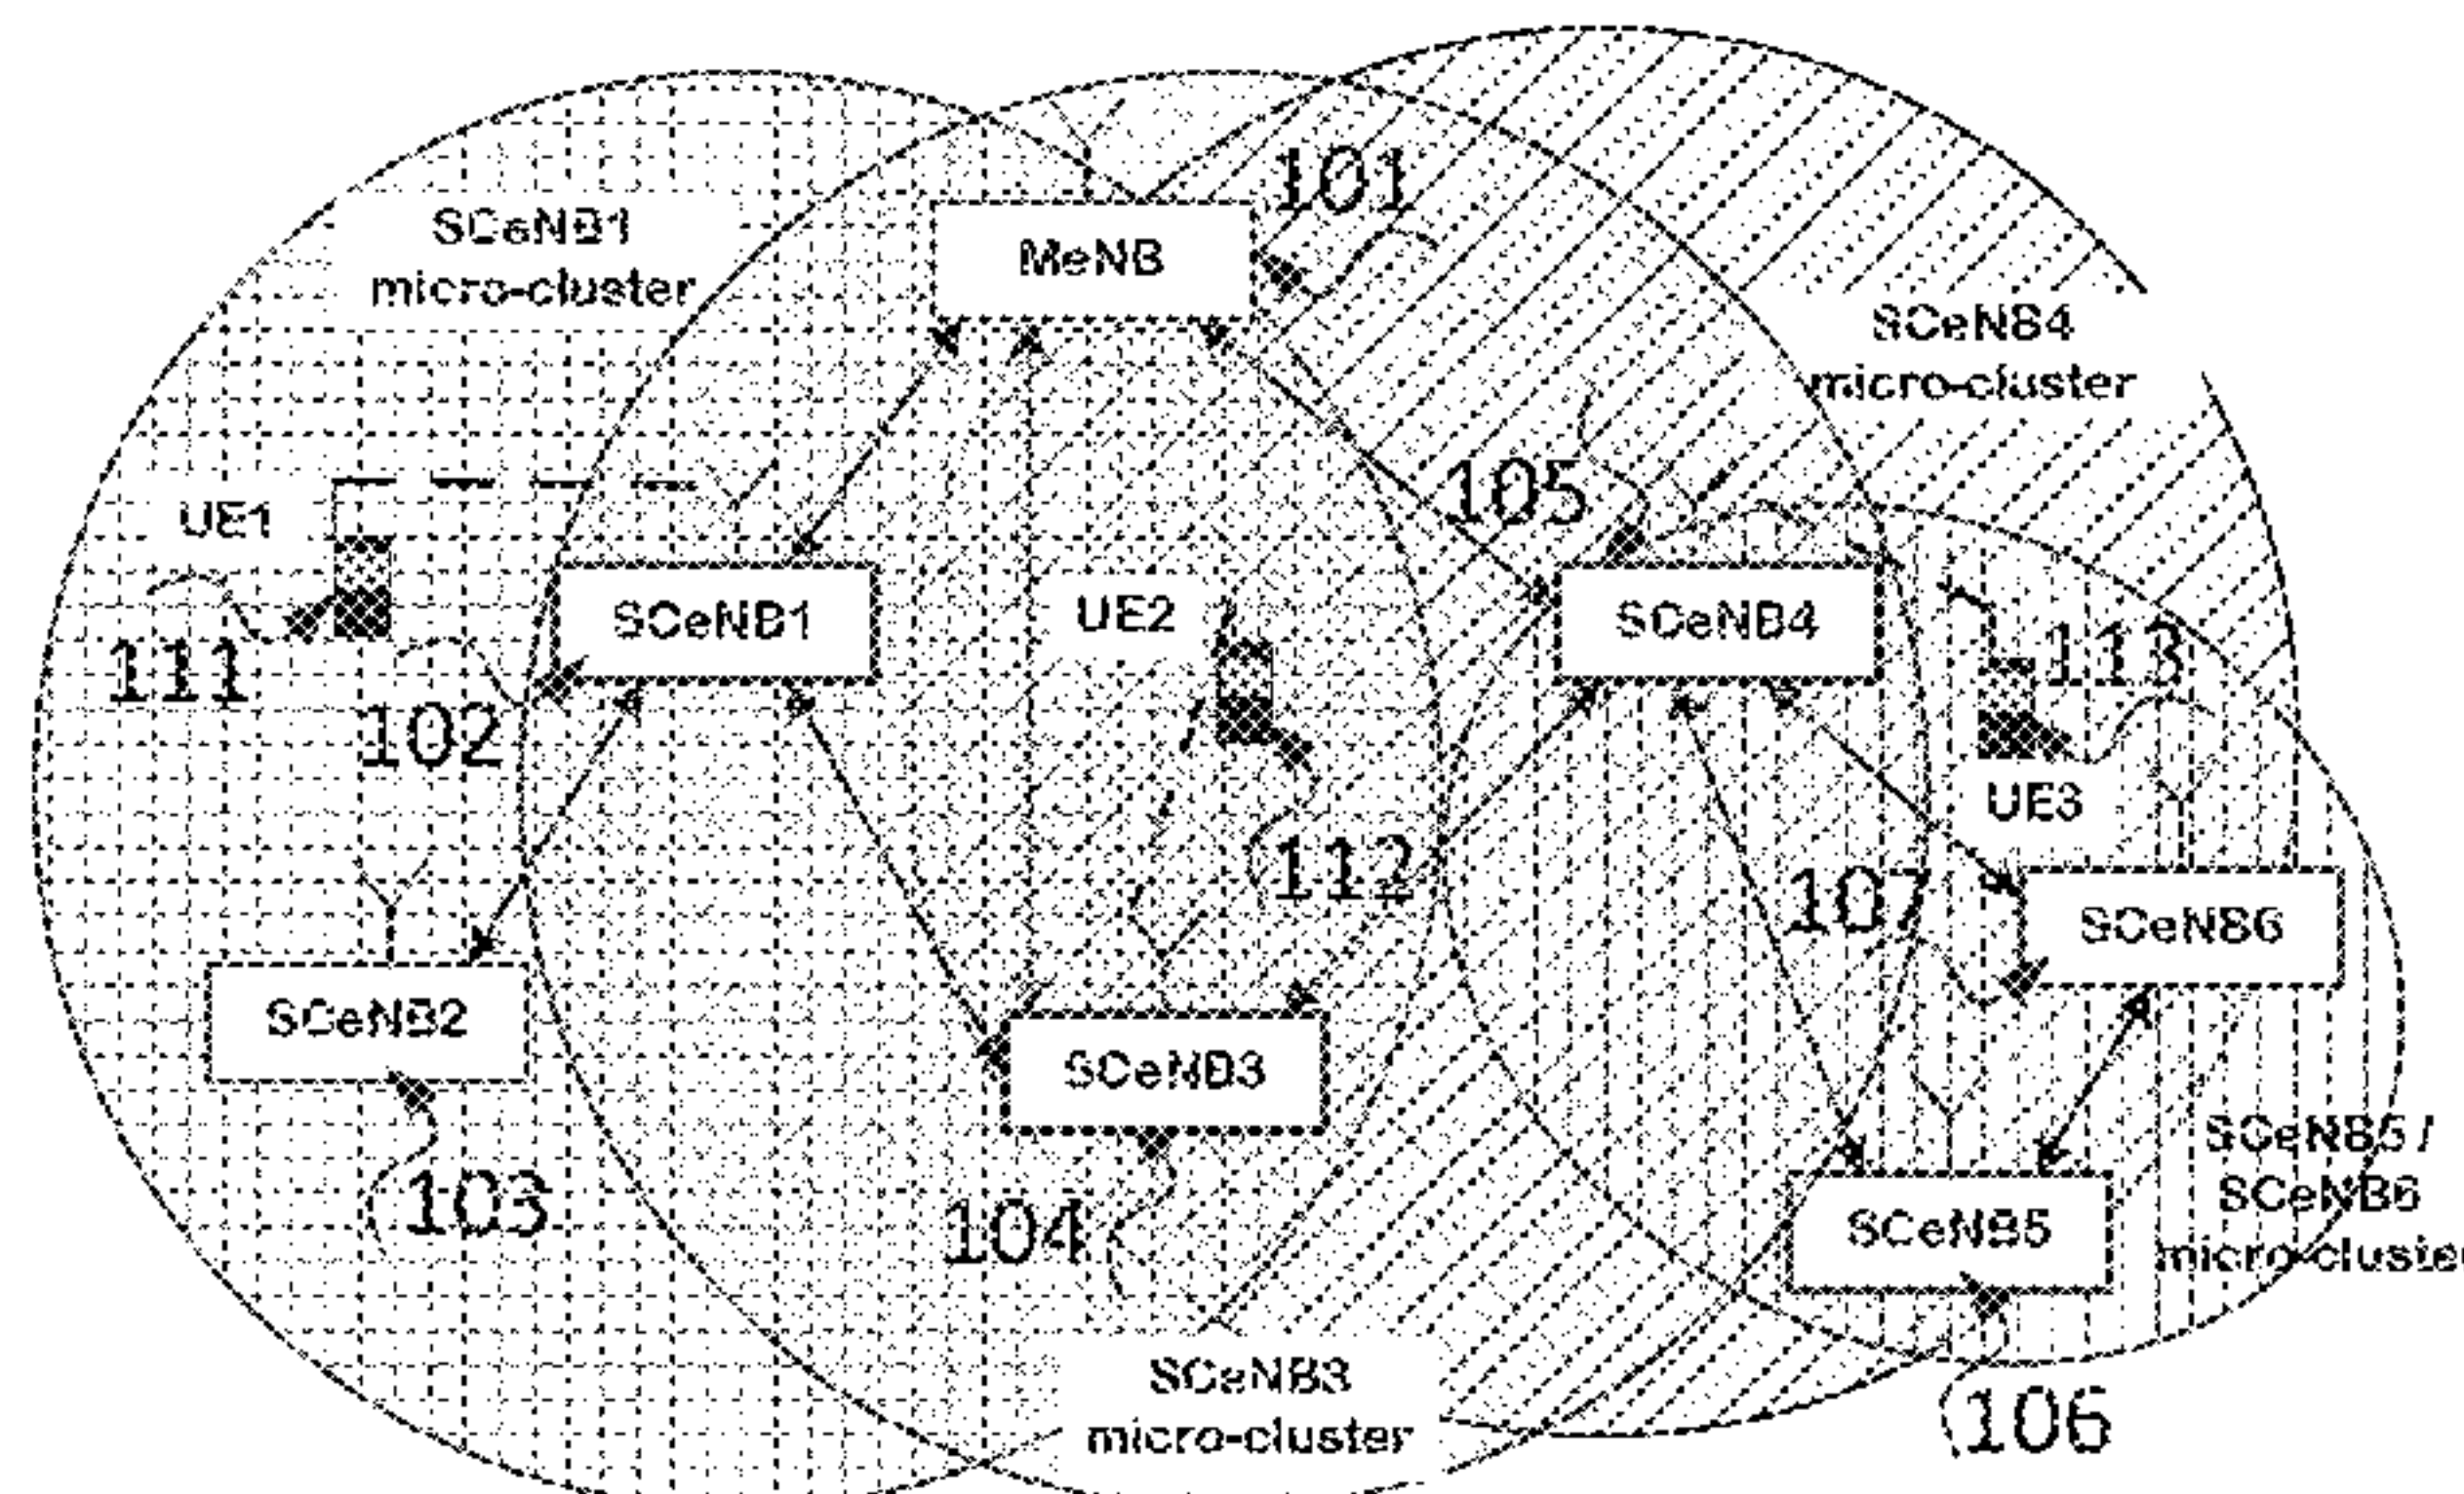 SCeNB1
micro-cluster
101
MeNB
SCeNB4
micro-cluster
105
UE1
SCeNB1
UE2
SCeNB4
113
111
102
UE3
112
107
SCeNB6
SCeNB2
SCeNB3
SCeNB5 /
SCeNB6
micro-cluster
103
104
SCeNB5
SCeNB3
micro-cluster
106